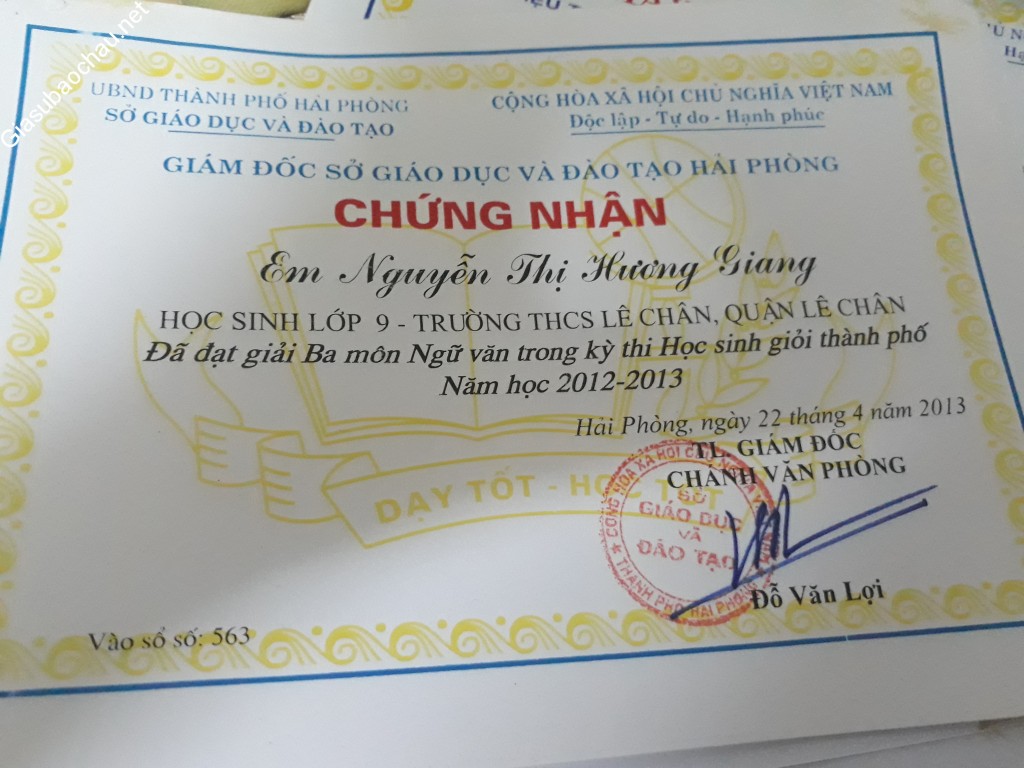 Giasubaochau.net
UBND THÀNH PHỐ HẢI PHÒNG
SỞ GIÁO DỤC VÀ ĐÀO TẠO
CỘNG HÒA XÃ HỘI CHỦ NGHĨA VIỆT NAM
Độc lập - Tự do - Hạnh phúc
GIÁM ĐỐC SỞ GIÁO DỤC VÀ ĐÀO TẠO HẢI PHÒNG
CHỨNG NHẬN
Em Nguyễn Thị Hương Giang
HỌC SINH LỚP 9 - TRƯỜNG THCS LÊ CHÂN, QUẬN LÊ CHÂN
Đã đạt giải Ba môn Ngữ văn trong kỳ thi Học sinh giỏi thành phố
Năm học 2012-2013
Hải Phòng, ngày 22 tháng 4 năm 2013
TL. GIÁM ĐỐC
CHÁNH VĂN PHÒNG
DẠY TỐT - HỌC TỐT
SỞ
GIÁO DỤC
VÀ
ĐÀO TẠO
THÀNH PHỐ HẢI PHÒNG
Đỗ Văn Lợi
Vào sổ số: 563